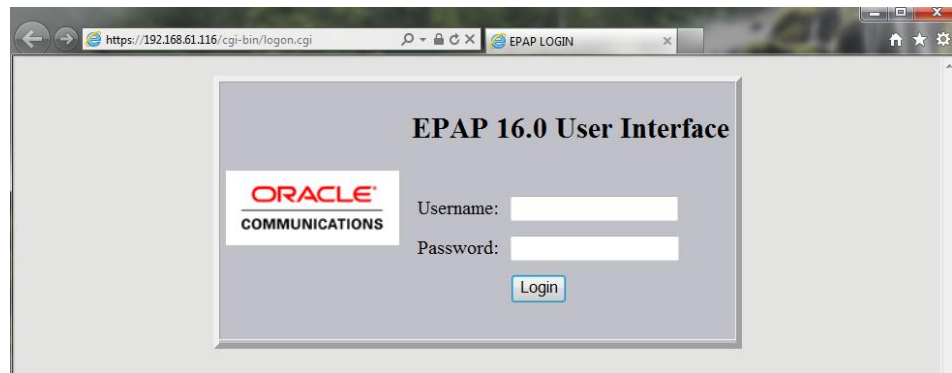 https://192.168.61.116/cgi-bin/logon.cgi
EPAP LOGIN
EPAP 16.0 User Interface
ORACLE
COMMUNICATIONS
Username:
Password:
Login